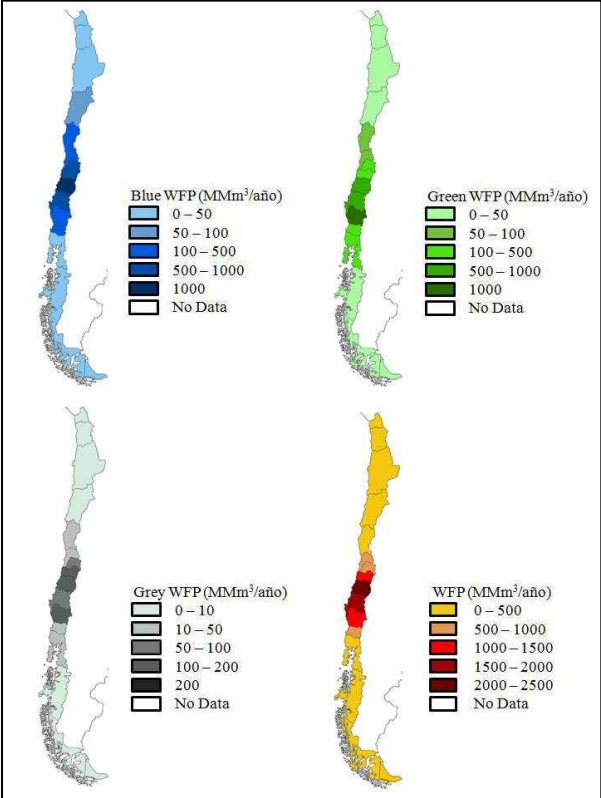 Blue WFP (MMm³/año)
0 – 50
50 – 100
100 – 500
500 – 1000
1000
No Data
Green WFP (MMm³/año)
0 – 50
50 – 100
100 – 500
500 – 1000
1000
No Data
Grey WFP (MMm³/año)
0 – 10
10 – 50
50 – 100
100 – 200
200
No Data
WFP (MMm³/año)
0 – 500
500 – 1000
1000 – 1500
1500 – 2000
2000 – 2500
No Data